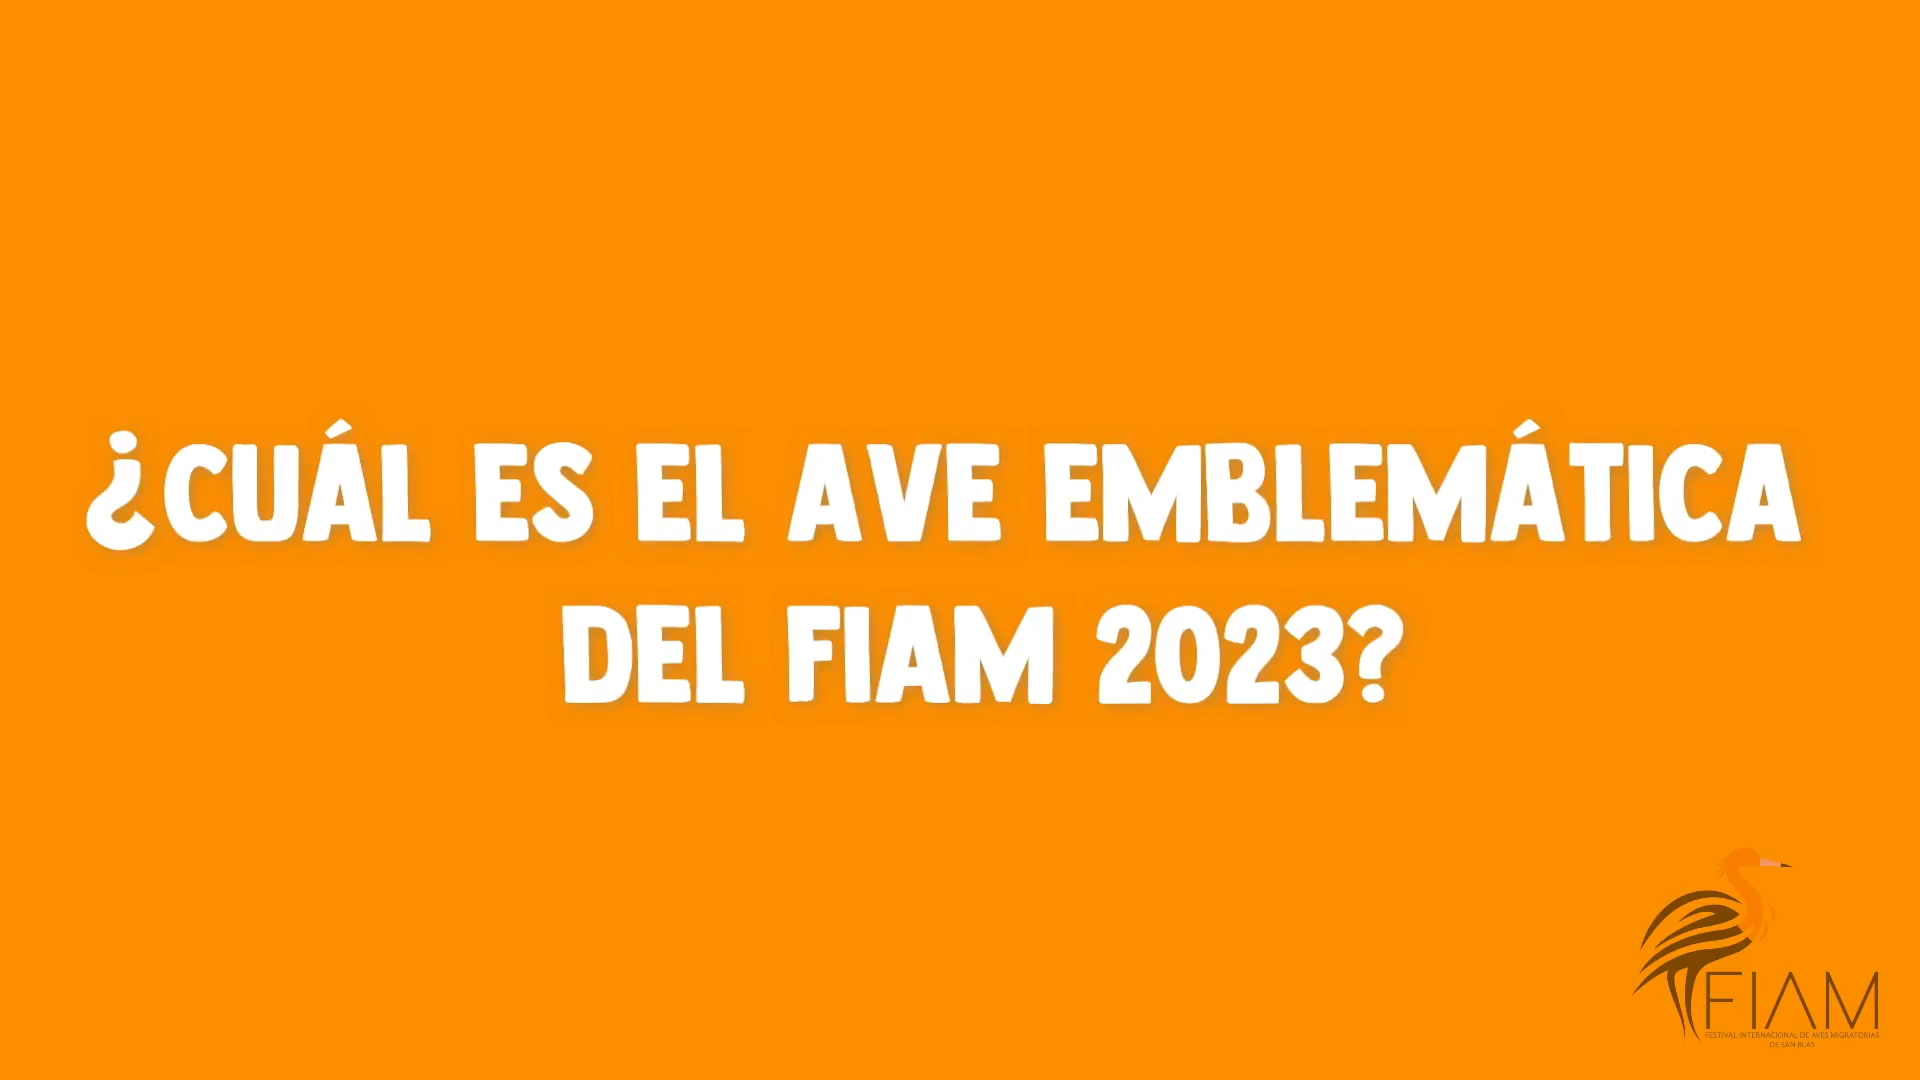 ¿CUÁL ES EL AVE EMBLEMÁTICA
DEL FIAM 2023?
FIAM
FESTIVAL INTERNACIONAL DE AVES MIGRATORIAS
DE SAN BLAS